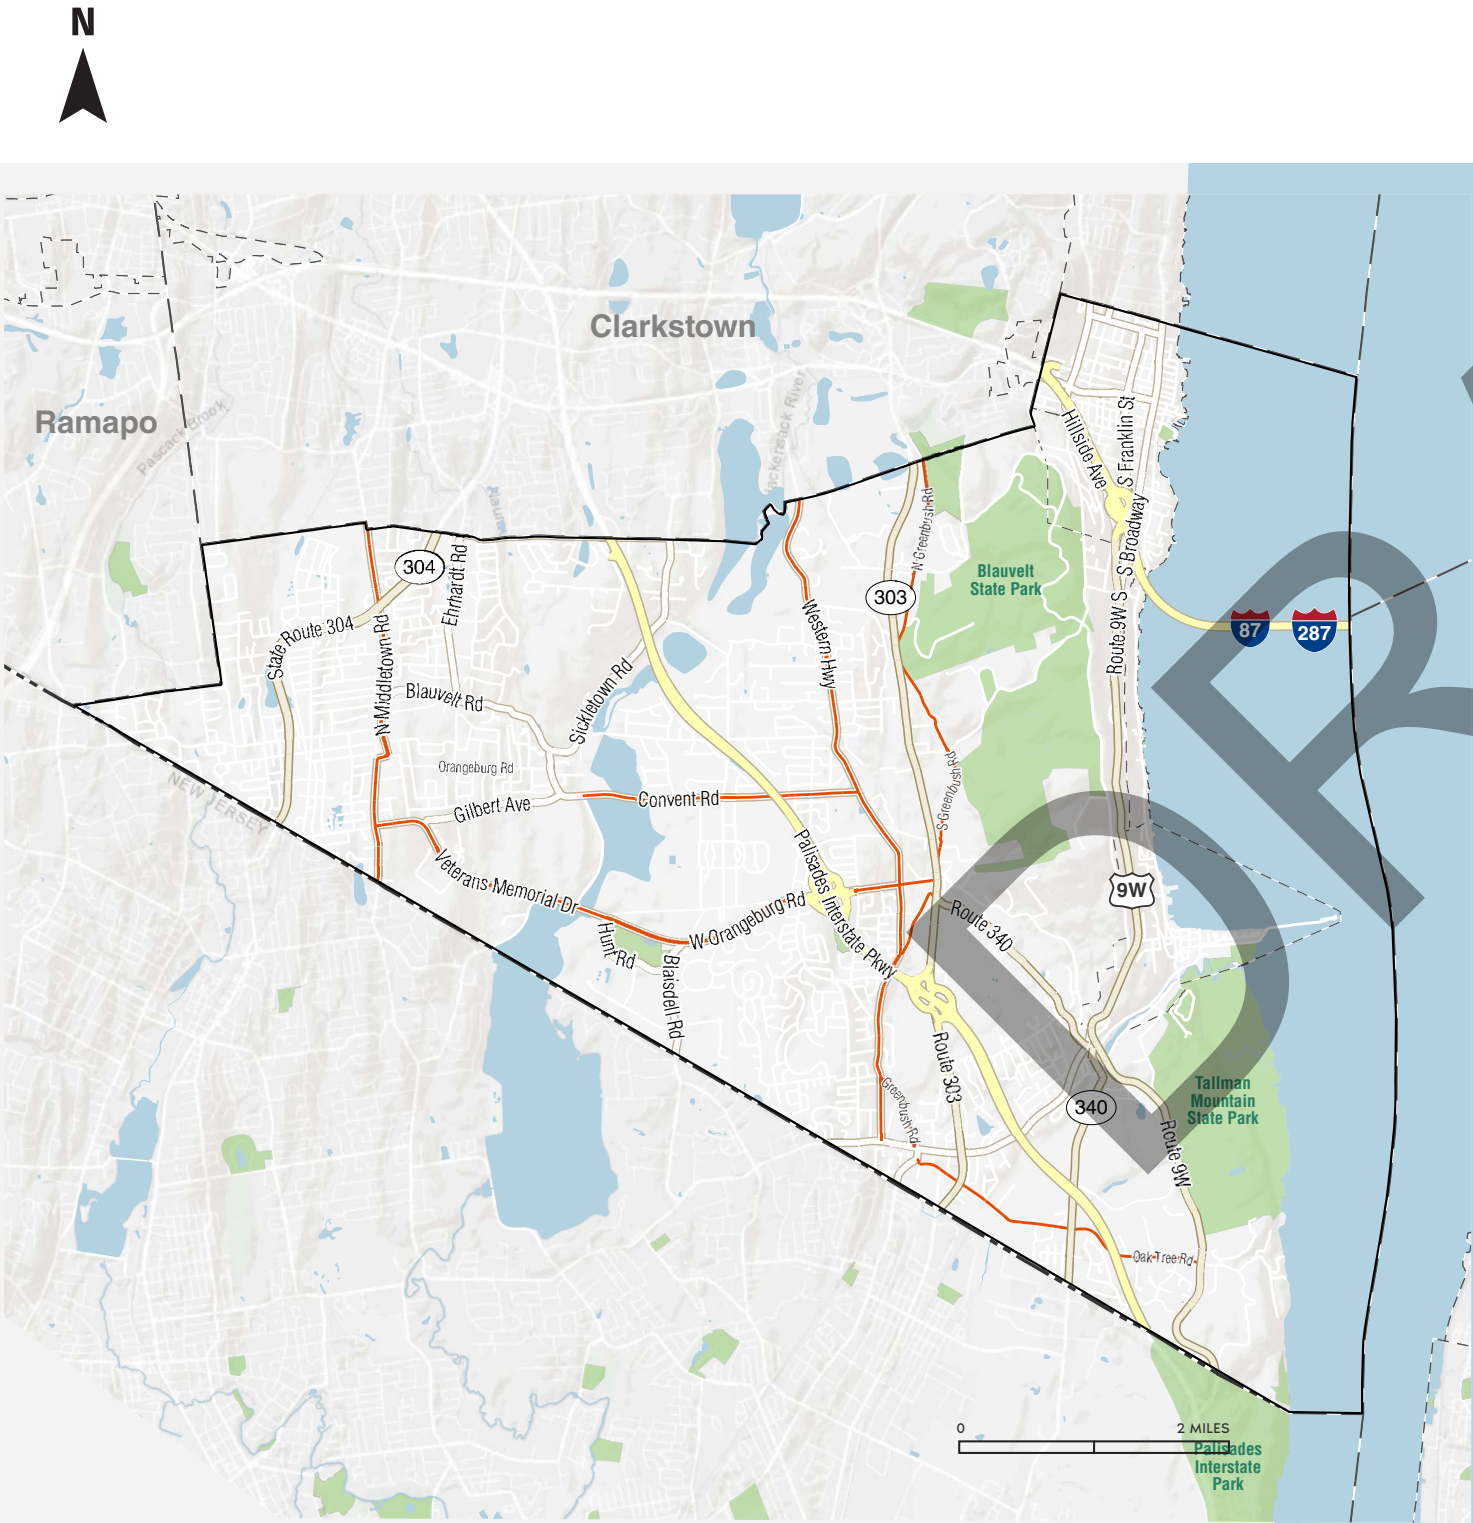 N
Clarkstown
Ramapo
Pascack Brook
Hackensack River
Hillside Ave
S Franklin St
S Broadway
N Greenbush Rd
304
Ehrhardt Rd
Blauvelt
State Park
303
Western Hwy
State Route 304
N Middletown Rd
Route 9W S
87
287
Blauvelt Rd
Sickletown Rd
Orangeburg Rd
S Greenbush Rd
NEW JERSEY
Gilbert Ave
Convent Rd
Palisades Interstate Pkwy
Veterans Memorial Dr
9W
W Orangeburg Rd
Route 340
Hunt Rd
Blaisdell Rd
Route 303
Greenbush Rd
340
Tallman
Mountain
State Park
Route 9W
Oak Tree Rd
0
2 MILES
Palisades
Interstate
Park
D
R